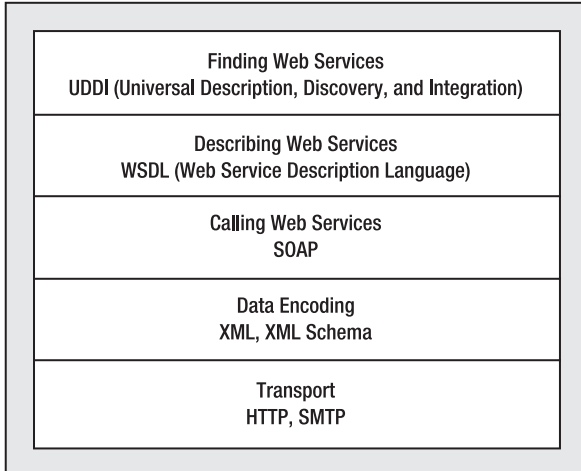 Finding Web Services
UDDI (Universal Description, Discovery, and Integration)
Describing Web Services
WSDL (Web Service Description Language)
Calling Web Services
SOAP
Data Encoding
XML, XML Schema
Transport
HTTP, SMTP